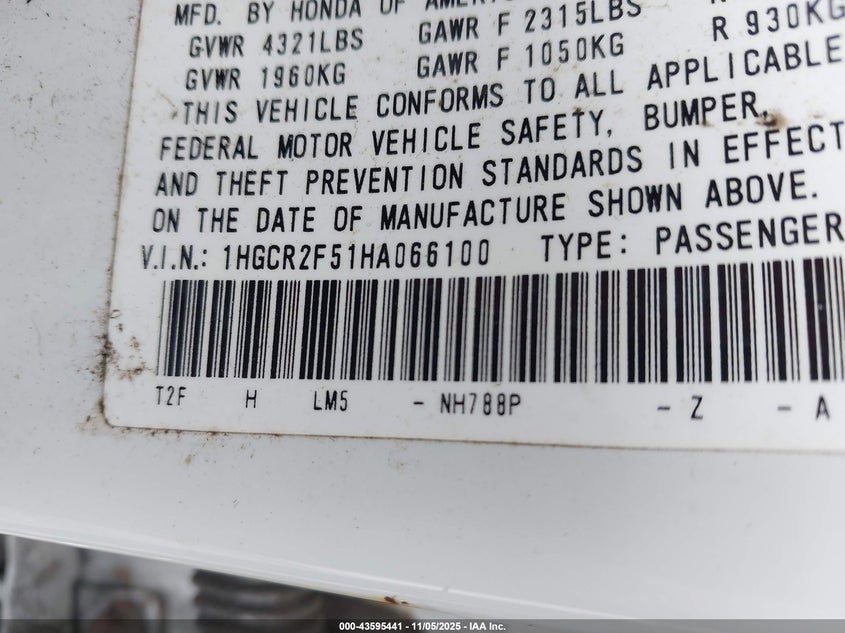 MFD. BY HONDA OF
GVWR 4321LBS GAWR F 2315LBS
GVWR 1960KG GAWR F 1050KG R 930KG
THIS VEHICLE CONFORMS TO ALL APPLICABLE
FEDERAL MOTOR VEHICLE SAFETY, BUMPER,
AND THEFT PREVENTION STANDARDS IN EFFECT
ON THE DATE OF MANUFACTURE SHOWN ABOVE.
V.I.N.: 1HGCR2F51HA066100 TYPE: PASSENGER
T2F H LM5 - NH788P - Z - A
000-43595441 - 11/05/2025 - IAA Inc.